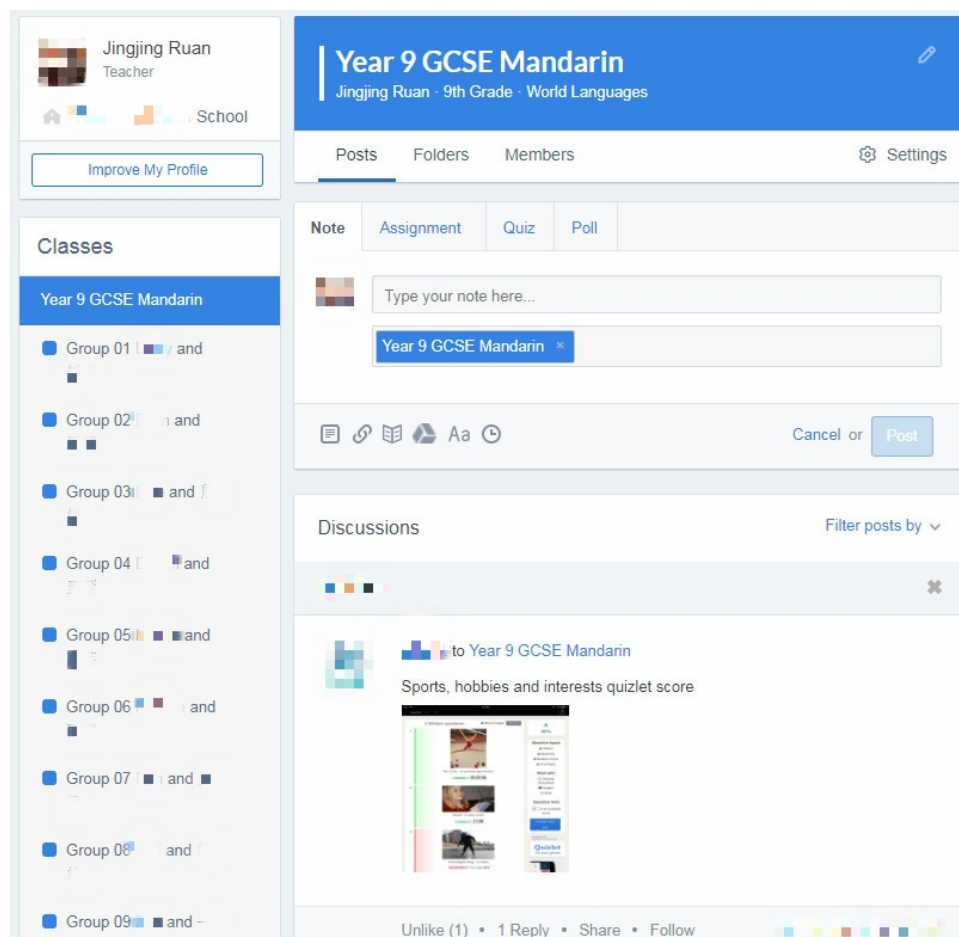 Jingjing Ruan
Teacher
School
Improve My Profile
Classes
Year 9 GCSE Mandarin
Group 01 and
Group 02 and
Group 03 and
Group 04 and
Group 05 and
Group 06 and
Group 07 and
Group 08 and
Group 09 and
Year 9 GCSE Mandarin
Jingjing Ruan · 9th Grade · World Languages
Posts Folders Members Settings
Note Assignment Quiz Poll
Type your note here...
Year 9 GCSE Mandarin ×
Aa Cancel or Post
Discussions Filter posts by
to Year 9 GCSE Mandarin
Sports, hobbies and interests quizlet score
Quizlet
Unlike (1) • 1 Reply • Share • Follow